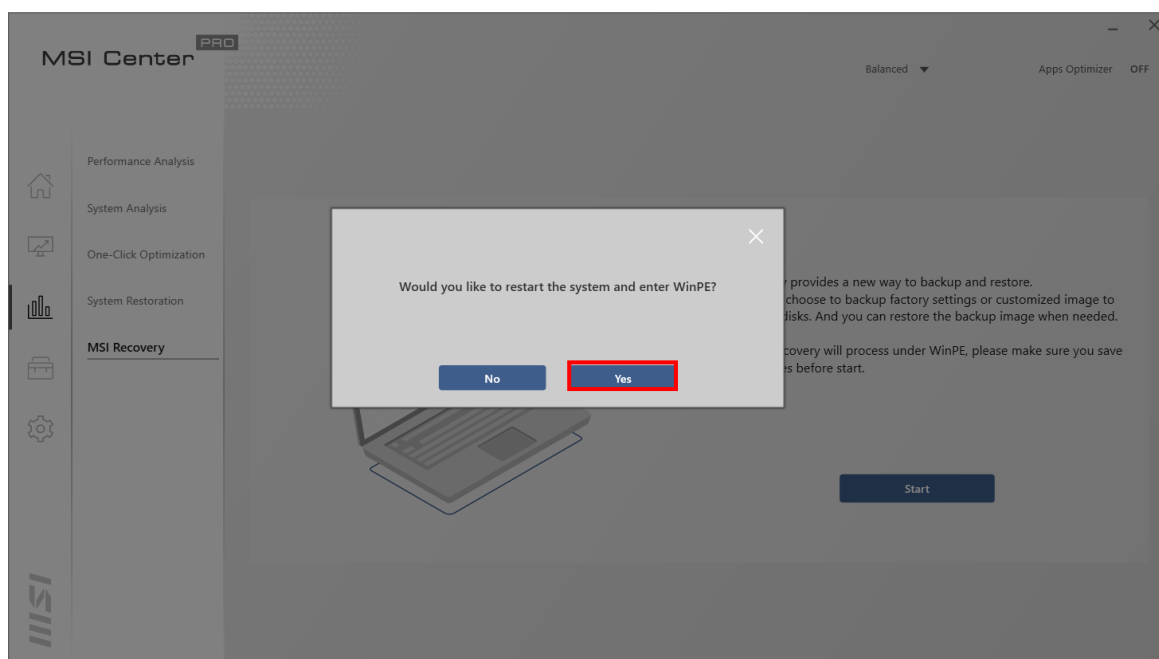 MSI Center PRO
Balanced
Apps Optimizer OFF
Performance Analysis
System Analysis
One-Click Optimization
System Restoration
MSI Recovery
Would you like to restart the system and enter WinPE?
No
Yes
provides a new way to backup and restore.
choose to backup factory settings or customized image to
disks. And you can restore the backup image when needed.
covery will process under WinPE, please make sure you save
es before start.
Start
msi